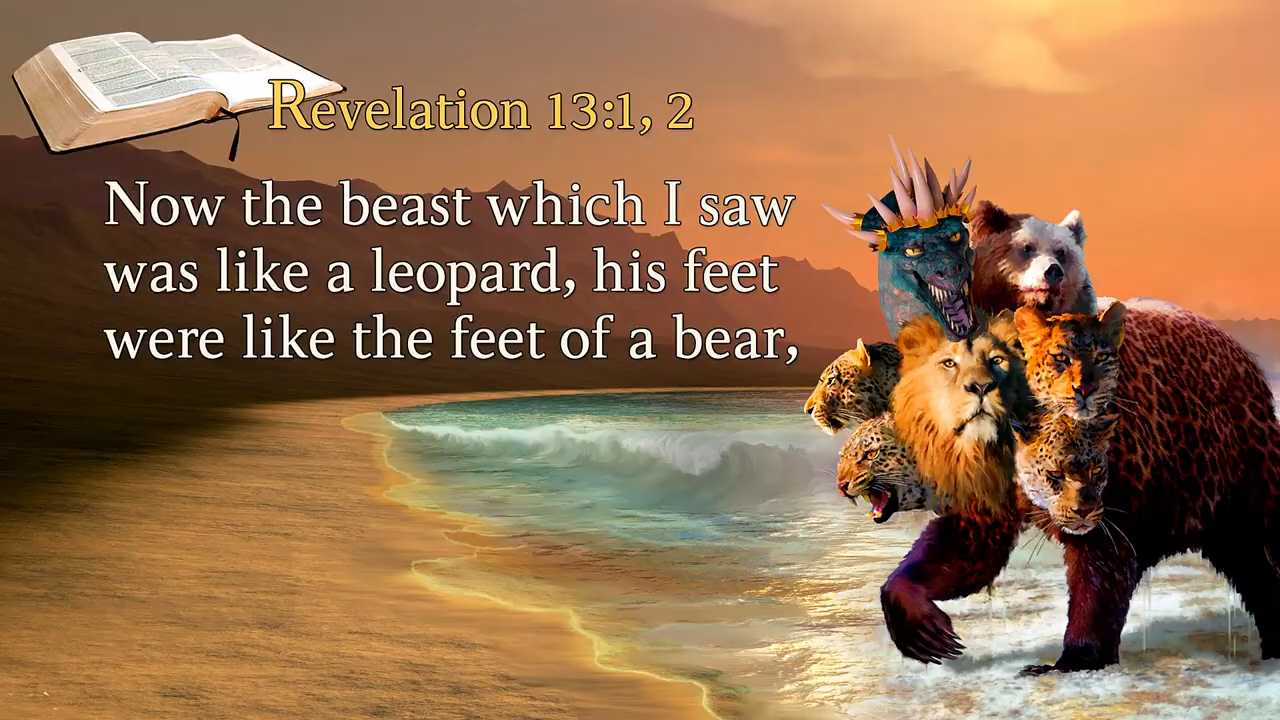 Revelation 13:1, 2
Now the beast which I saw
was like a leopard, his feet
were like the feet of a bear,